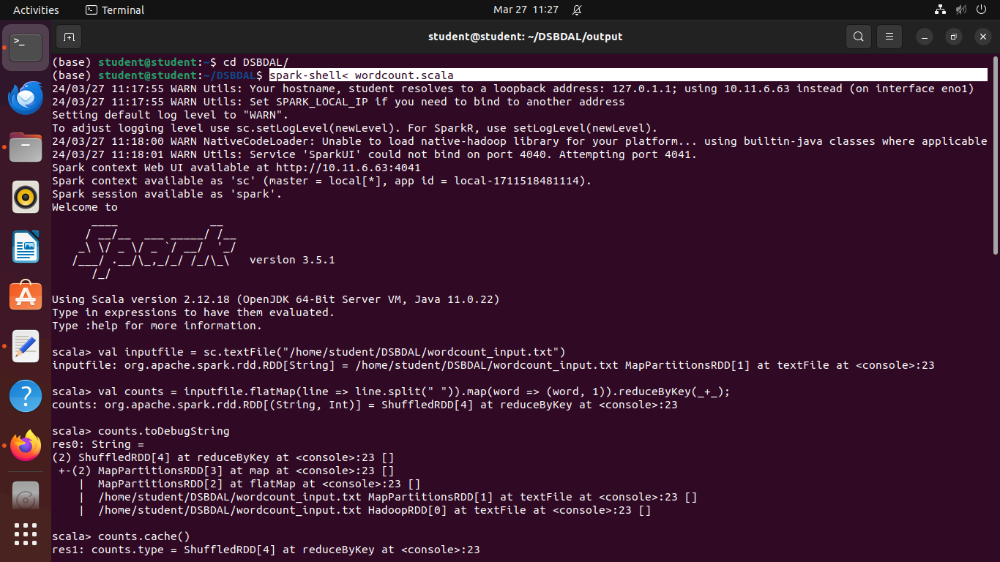 Activities
Terminal
Mar 27 11:27
student@student: ~/DSBDAL/output
(base) student@student:~$ cd DSBDAL/
(base) student@student:~/DSBDAL$ spark-shell< wordcount.scala
24/03/27 11:17:55 WARN Utils: Your hostname, student resolves to a loopback address: 127.0.1.1; using 10.11.6.63 instead (on interface eno1)
24/03/27 11:17:55 WARN Utils: Set SPARK_LOCAL_IP if you need to bind to another address
Setting default log level to "WARN".
To adjust logging level use sc.setLogLevel(newLevel). For SparkR, use setLogLevel(newLevel).
24/03/27 11:18:00 WARN NativeCodeLoader: Unable to load native-hadoop library for your platform... using builtin-java classes where applicable
24/03/27 11:18:01 WARN Utils: Service 'SparkUI' could not bind on port 4040. Attempting port 4041.
Spark context Web UI available at http://10.11.6.63:4041
Spark context available as 'sc' (master = local[*], app id = local-1711518481114).
Spark session available as 'spark'.
Welcome to
      ____              __
     / __/__  ___ _____/ /__
    _\ \/ _ \/ _ `/ __/  '_/
   /___/ .__/\_,_/_/ /_/\_\   version 3.5.1
      /_/
Using Scala version 2.12.18 (OpenJDK 64-Bit Server VM, Java 11.0.22)
Type in expressions to have them evaluated.
Type :help for more information.
scala> val inputfile = sc.textFile("/home/student/DSBDAL/wordcount_input.txt")
inputfile: org.apache.spark.rdd.RDD[String] = /home/student/DSBDAL/wordcount_input.txt MapPartitionsRDD[1] at textFile at <console>:23
scala> val counts = inputfile.flatMap(line => line.split(" ")).map(word => (word, 1)).reduceByKey(_+_);
counts: org.apache.spark.rdd.RDD[(String, Int)] = ShuffledRDD[4] at reduceByKey at <console>:23
scala> counts.toDebugString
res0: String =
(2) ShuffledRDD[4] at reduceByKey at <console>:23 []
 +-(2) MapPartitionsRDD[3] at map at <console>:23 []
    |  MapPartitionsRDD[2] at flatMap at <console>:23 []
    |  /home/student/DSBDAL/wordcount_input.txt MapPartitionsRDD[1] at textFile at <console>:23 []
    |  /home/student/DSBDAL/wordcount_input.txt HadoopRDD[0] at textFile at <console>:23 []
scala> counts.cache()
res1: counts.type = ShuffledRDD[4] at reduceByKey at <console>:23